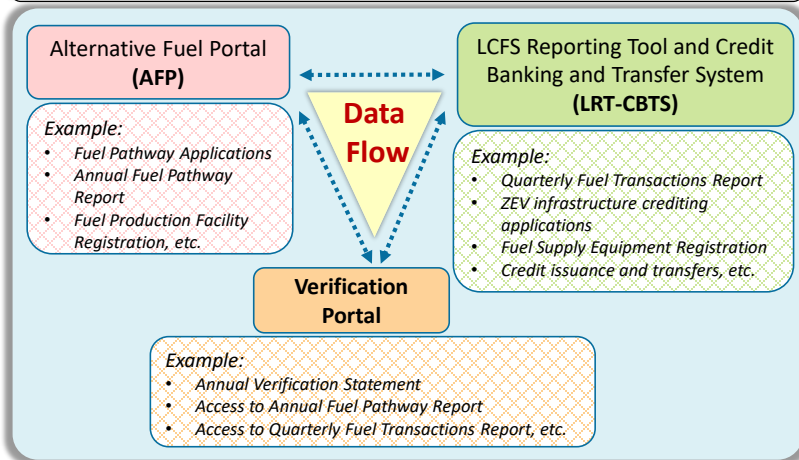 Alternative Fuel Portal
(AFP)
LCFS Reporting Tool and Credit
Banking and Transfer System
(LRT-CBTS)
Data
Flow
Example:
• Fuel Pathway Applications
• Annual Fuel Pathway
Report
• Fuel Production Facility
Registration, etc.
Example:
• Quarterly Fuel Transactions Report
• ZEV infrastructure crediting
applications
• Fuel Supply Equipment Registration
• Credit issuance and transfers, etc.
Verification
Portal
Example:
• Annual Verification Statement
• Access to Annual Fuel Pathway Report
• Access to Quarterly Fuel Transactions Report, etc.